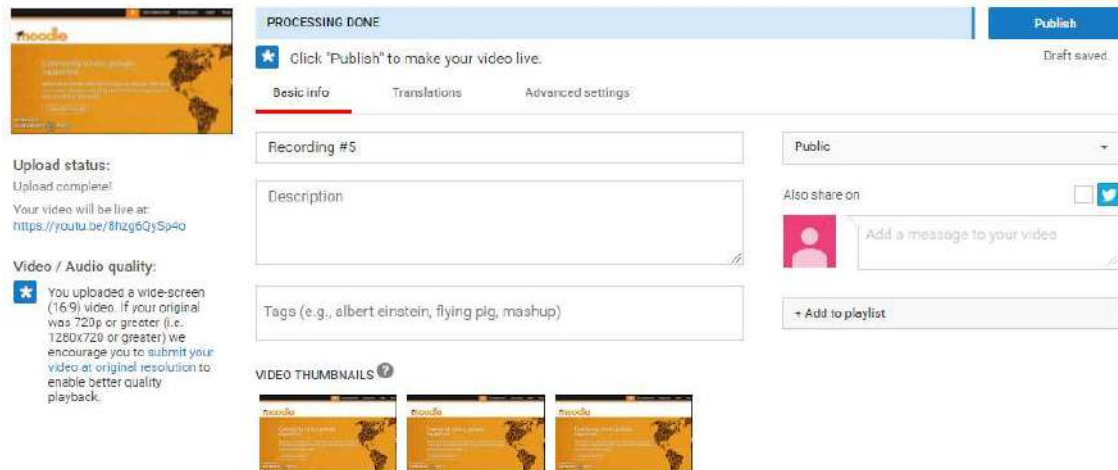 moodle
Upload status:
Upload complete!
Your video will be live at:
https://youtu.be/8hzg6QySp4o
Video / Audio quality:
You uploaded a wide-screen
(16:9) video. If your original
was 720p or greater (i.e.
1280x720 or greater) we
encourage you to submit your
video at original resolution to
enable better quality
playback.
PROCESSING DONE
Publish
Click "Publish" to make your video live.
Draft saved.
Basic info
Translations
Advanced settings
Recording #5
Description
Tags (e.g., albert einstein, flying pig, mashup)
Public
Also share on
Add a message to your video
+ Add to playlist
VIDEO THUMBNAILS ?
moodle
moodle
moodle